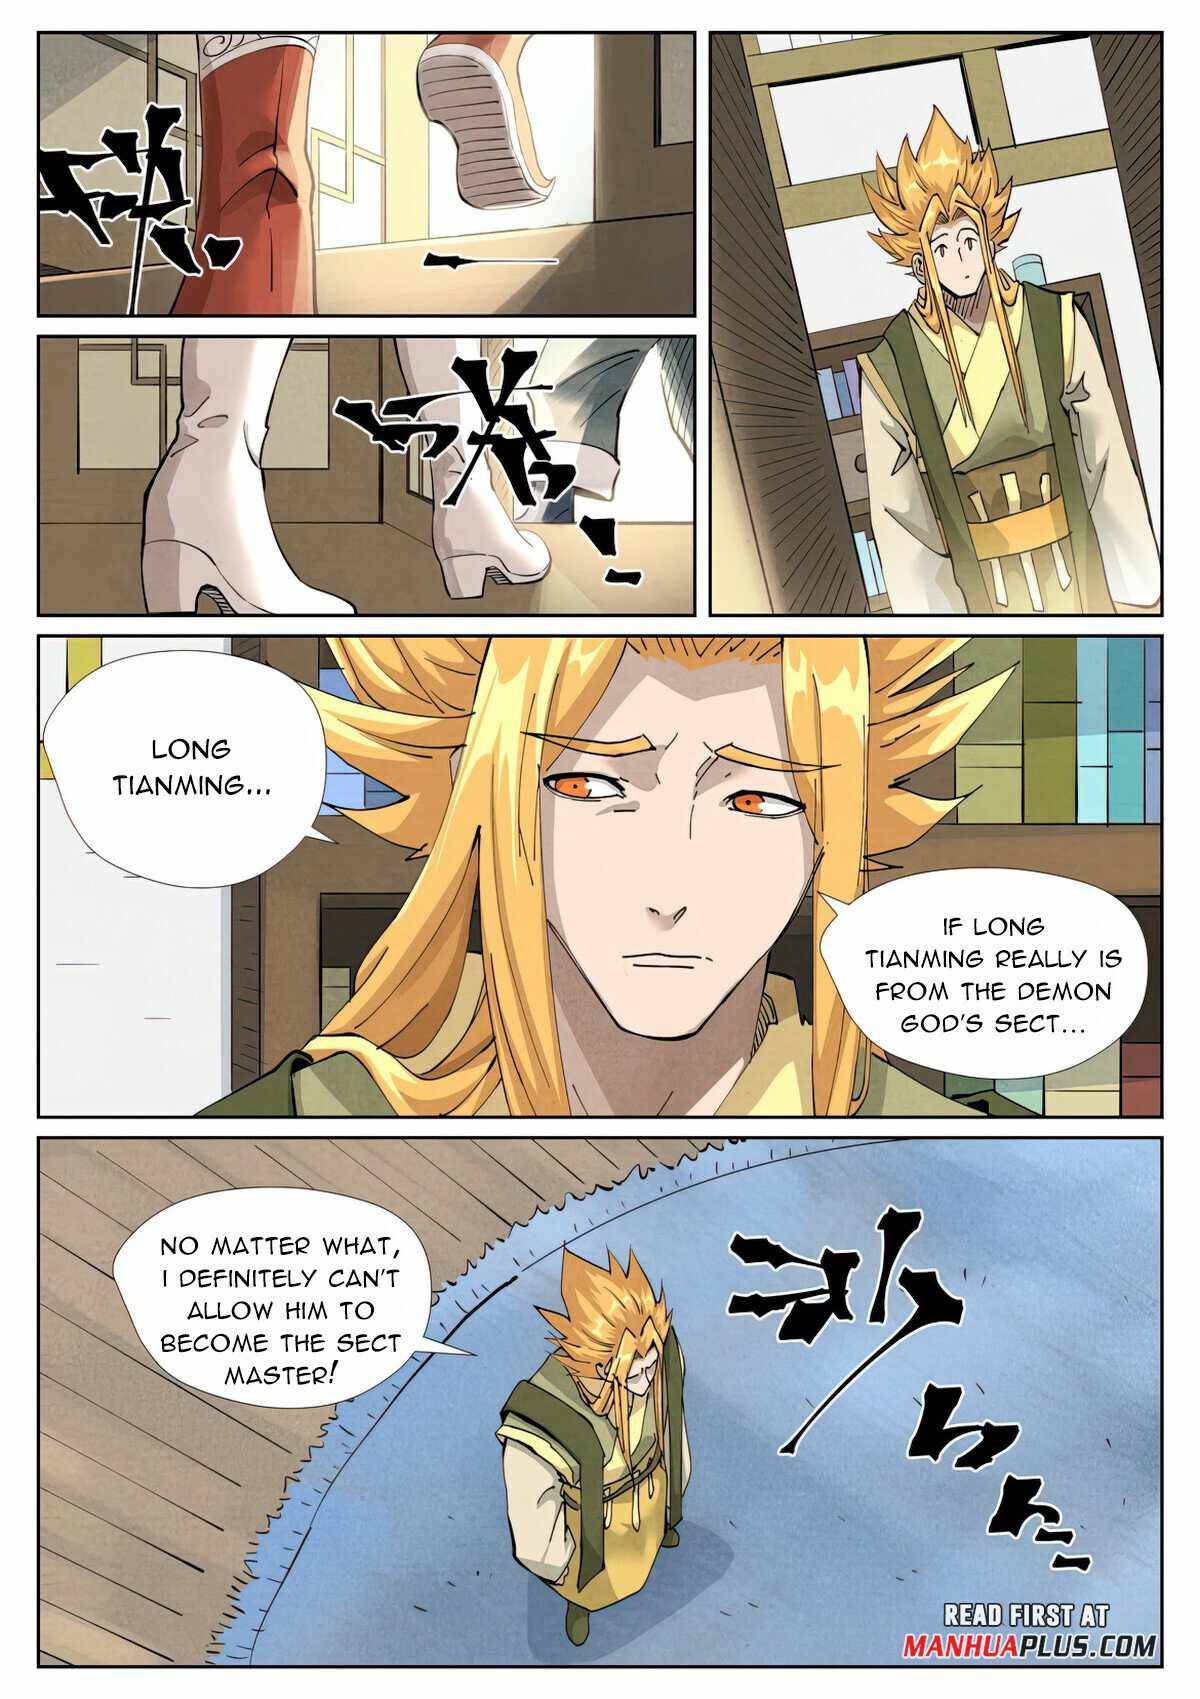 LONG
TIANMING...
IF LONG
TIANMING REALLY IS
FROM THE DEMON
GOD'S SECT...
NO MATTER WHAT,
I DEFINITELY CAN'T
ALLOW HIM TO
BECOME THE SECT
MASTER!
READ FIRST AT
MANHUAPLUS.COM